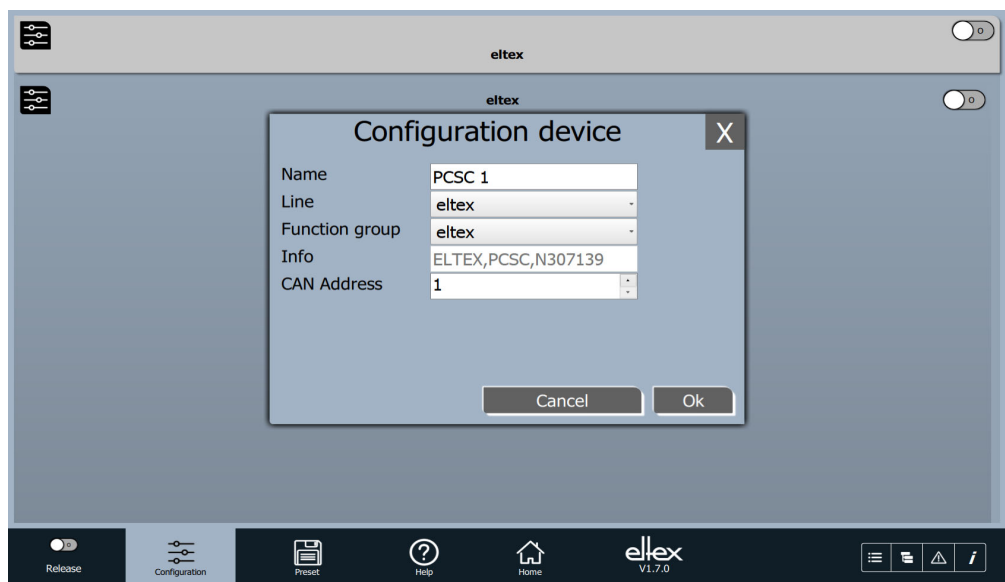 eltex
eltex
Configuration device X
Name PCSC 1
Line eltex
Function group eltex
Info ELTEX,PCSC,N307139
CAN Address 1
Cancel Ok
Release Configuration Preset Help Home eltex V1.7.0 i